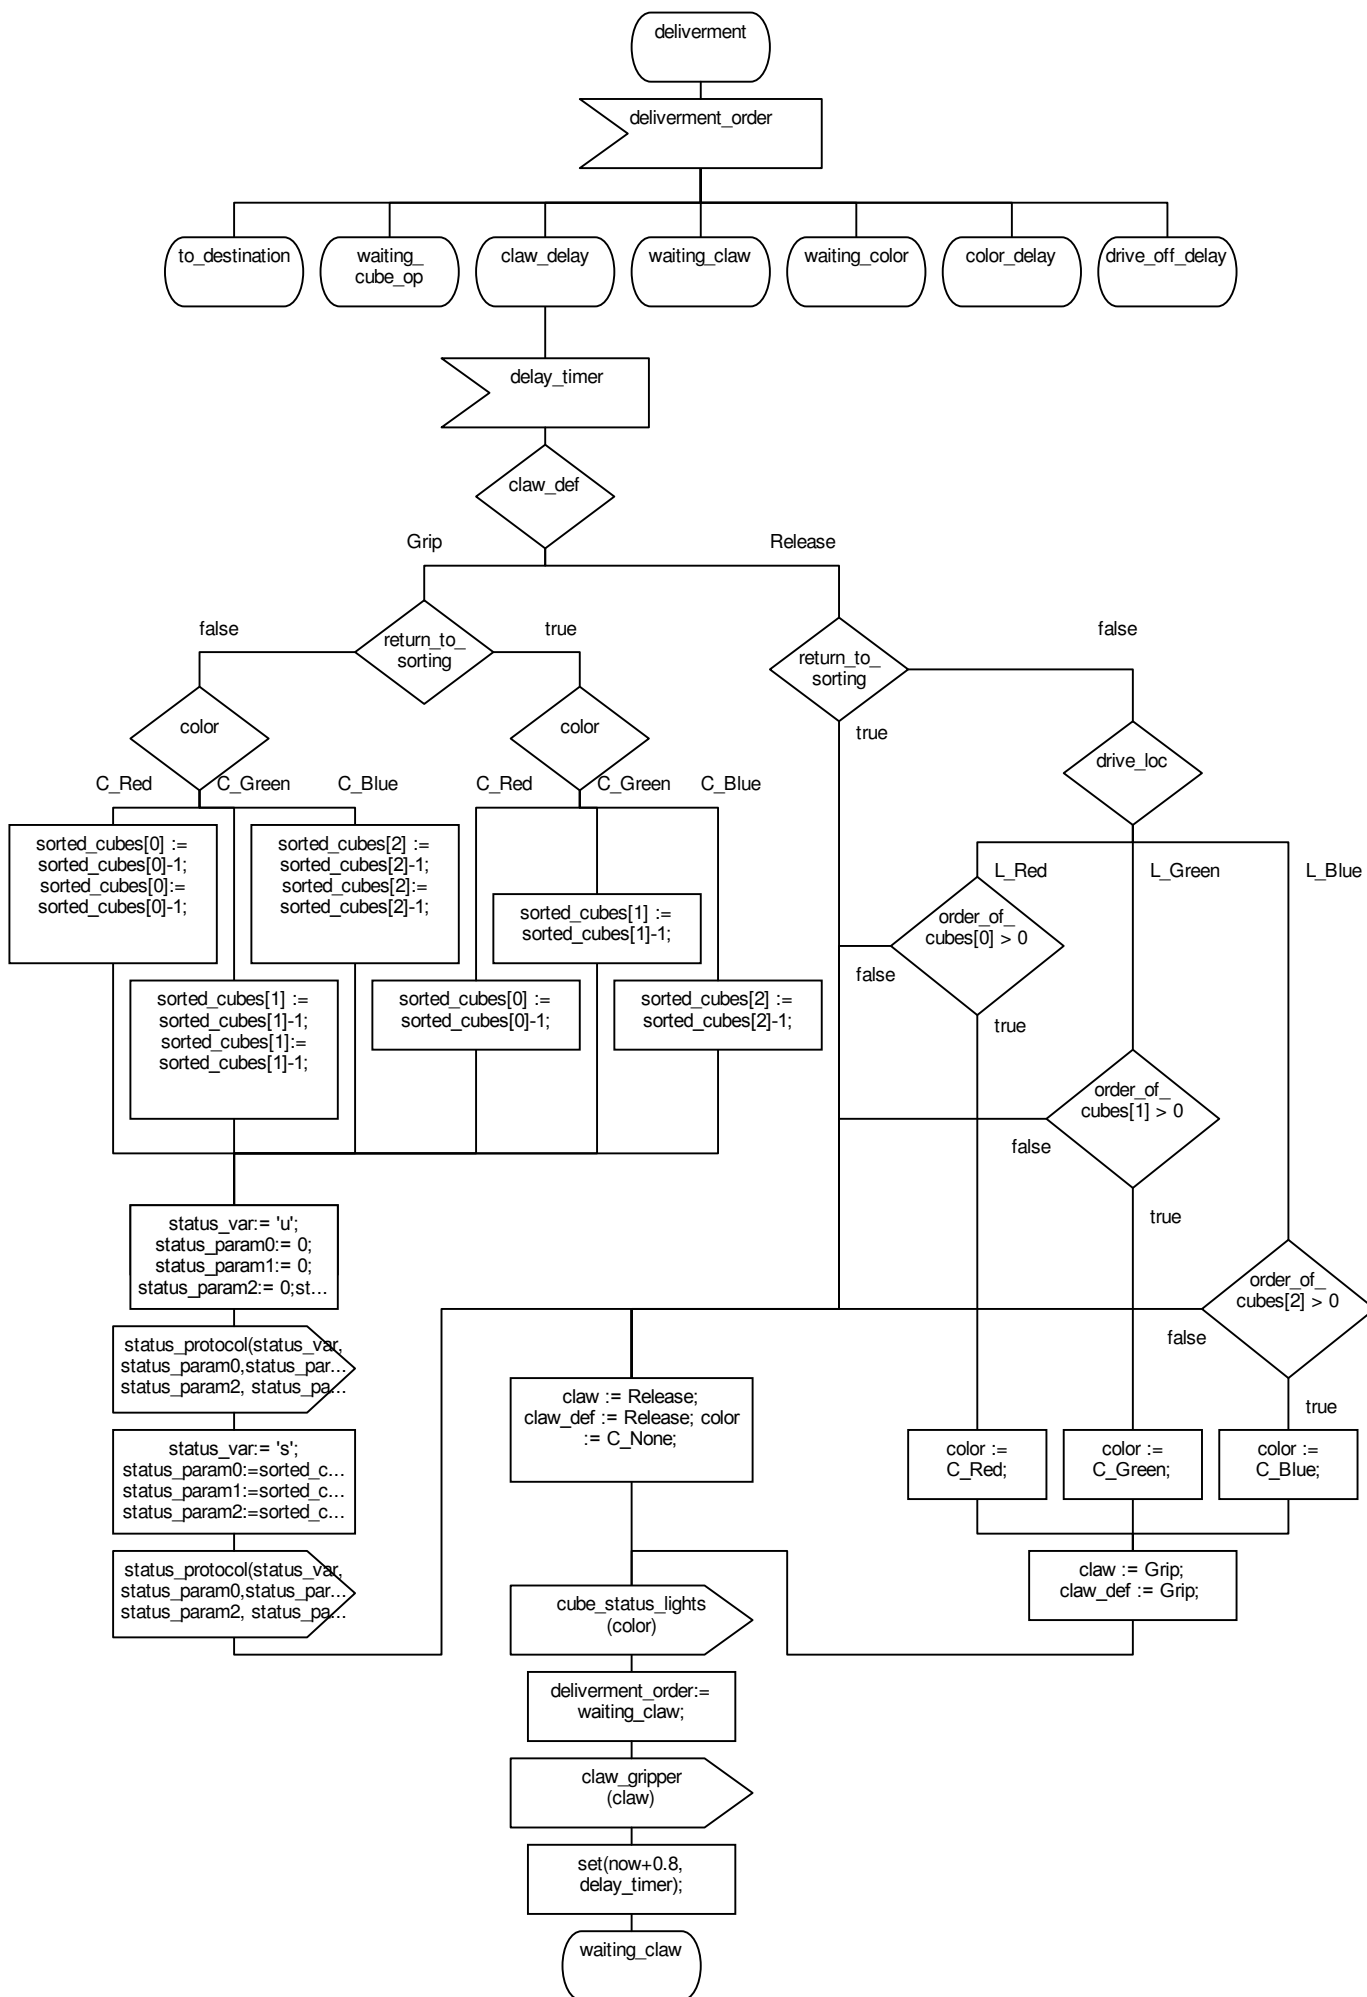 deliverment
deliverment_order
to_destination
waiting_
cube_op
claw_delay
waiting_claw
waiting_color
color_delay
drive_off_delay
delay_timer
claw_def
Grip
Release
false
return_to_
sorting
true
return_to_
sorting
false
true
color
color
drive_loc
C_Red
C_Green
C_Blue
C_Red
C_Green
C_Blue
sorted_cubes[0] :=
sorted_cubes[0]-1;
sorted_cubes[0]:=
sorted_cubes[0]-1;
sorted_cubes[2] :=
sorted_cubes[2]-1;
sorted_cubes[2]:=
sorted_cubes[2]-1;
sorted_cubes[1] :=
sorted_cubes[1]-1;
L_Red
L_Green
L_Blue
order_of_
cubes[0] > 0
false
true
sorted_cubes[1] :=
sorted_cubes[1]-1;
sorted_cubes[1]:=
sorted_cubes[1]-1;
sorted_cubes[0] :=
sorted_cubes[0]-1;
sorted_cubes[2] :=
sorted_cubes[2]-1;
order_of_
cubes[1] > 0
false
true
status_var:= 'u';
status_param0:= 0;
status_param1:= 0;
status_param2:= 0;st...
order_of_
cubes[2] > 0
false
true
status_protocol(status_var,
status_param0,status_par...
status_param2, status_pa...
claw := Release;
claw_def := Release; color
:= C_None;
status_var:= 's';
status_param0:=sorted_c...
status_param1:=sorted_c...
status_param2:=sorted_c...
color :=
C_Red;
color :=
C_Green;
color :=
C_Blue;
status_protocol(status_var,
status_param0,status_par...
status_param2, status_pa...
claw := Grip;
claw_def := Grip;
cube_status_lights
(color)
deliverment_order:=
waiting_claw;
claw_gripper
(claw)
set(now+0.8,
delay_timer);
waiting_claw